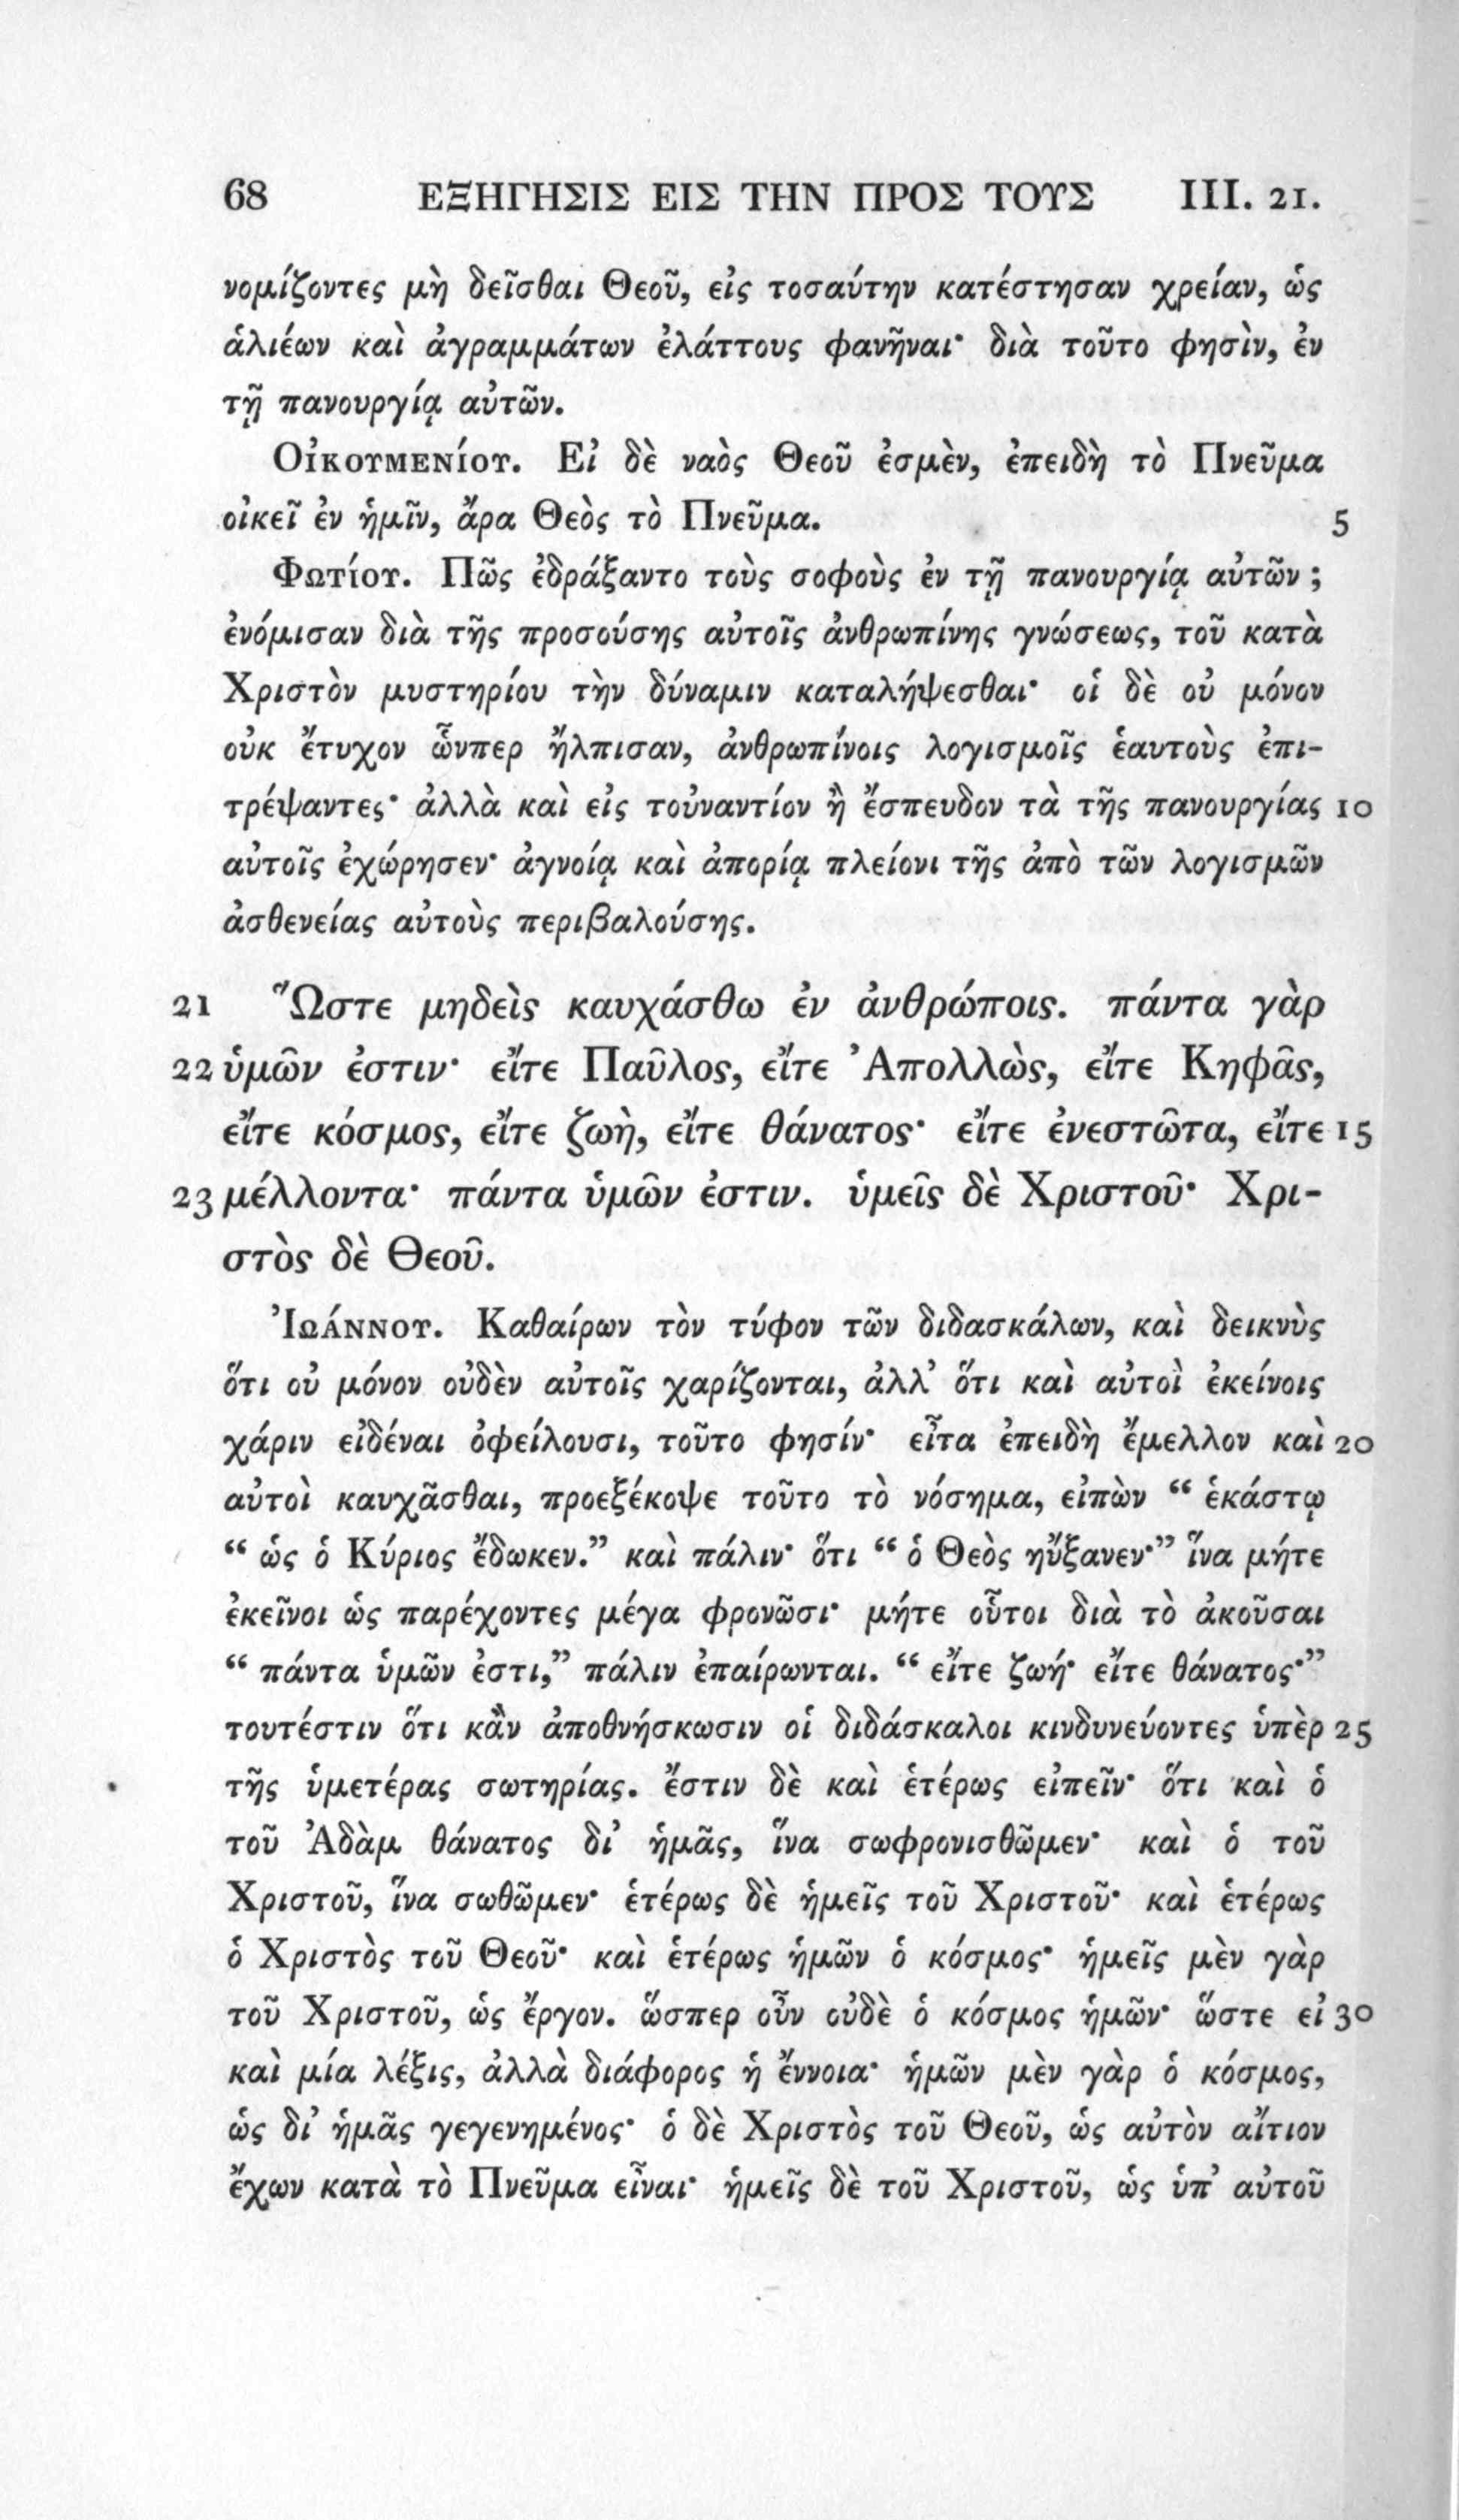 68 ΕΞΗΓΗΣΙΣ ΕΙΣ ΤΗΝ ΠΡΟΣ ΤΟΥΣ III. 21.
νομίζοντες μὴ δεῖσθαι Θεοῦ, εἰς τοσαύτην κατέστησαν χρείαν, ὡς
ἁλιέων καὶ ἀγραμμάτων ἐλάττους φανῆναι· διὰ τοῦτο φησὶν, ἐν
τῇ πανουργίᾳ αὐτῶν.
Οἰκουμενίου. Εἰ δὲ ναὸς Θεοῦ ἐσμὲν, ἐπειδὴ τὸ Πνεῦμα
οἰκεῖ ἐν ἡμῖν, ἄρα Θεὸς τὸ Πνεῦμα. 5
Φωτίου. Πῶς ἐδράξαντο τοὺς σοφοὺς ἐν τῇ πανουργίᾳ αὐτῶν ;
ἐνόμισαν διὰ τῆς προσούσης αὐτοῖς ἀνθρωπίνης γνώσεως, τοῦ κατὰ
Χριστὸν μυστηρίου τὴν δύναμιν καταλήψεσθαι· οἱ δὲ οὐ μόνον
οὐκ ἔτυχον ὧνπερ ἤλπισαν, ἀνθρωπίνοις λογισμοῖς ἑαυτοὺς ἐπι-
τρέψαντες· ἀλλὰ καὶ εἰς τοὐναντίον ἢ ἔσπευδον τὰ τῆς πανουργίας 10
αὐτοῖς ἐχώρησεν· ἀγνοίᾳ καὶ ἀπορίᾳ πλείονι τῆς ἀπὸ τῶν λογισμῶν
ἀσθενείας αὐτοὺς περιβαλούσης.
21 Ὥστε μηδεὶς καυχάσθω ἐν ἀνθρώποις. πάντα γὰρ
22 ὑμῶν ἐστιν· εἴτε Παῦλος, εἴτε Ἀπολλὼς, εἴτε Κηφᾶς,
εἴτε κόσμος, εἴτε ζωὴ, εἴτε θάνατος· εἴτε ἐνεστῶτα, εἴτε 15
23 μέλλοντα· πάντα ὑμῶν ἐστιν. ὑμεῖς δὲ Χριστοῦ· Χρι-
στὸς δὲ Θεοῦ.
Ἰωάννου. Καθαίρων τὸν τύφον τῶν διδασκάλων, καὶ δεικνὺς
ὅτι οὐ μόνον οὐδὲν αὐτοῖς χαρίζονται, ἀλλ' ὅτι καὶ αὐτοὶ ἐκείνοις
χάριν εἰδέναι ὀφείλουσι, τοῦτο φησίν· εἶτα ἐπειδὴ ἔμελλον καὶ 20
αὐτοὶ καυχᾶσθαι, προεξέκοψε τοῦτο τὸ νόσημα, εἰπὼν “ ἑκάστῳ
“ ὡς ὁ Κύριος ἔδωκεν.” καὶ πάλιν· ὅτι “ ὁ Θεὸς ηὔξανεν·” ἵνα μήτε
ἐκεῖνοι ὡς παρέχοντες μέγα φρονῶσι· μήτε οὗτοι διὰ τὸ ἀκοῦσαι
“ πάντα ὑμῶν ἐστι,” πάλιν ἐπαίρωνται. “ εἴτε ζωή· εἴτε θάνατος·”
τουτέστιν ὅτι κἂν ἀποθνήσκωσιν οἱ διδάσκαλοι κινδυνεύοντες ὑπὲρ 25
τῆς ὑμετέρας σωτηρίας. ἔστιν δὲ καὶ ἑτέρως εἰπεῖν· ὅτι καὶ ὁ
τοῦ Ἀδὰμ θάνατος δι' ἡμᾶς, ἵνα σωφρονισθῶμεν· καὶ ὁ τοῦ
Χριστοῦ, ἵνα σωθῶμεν· ἑτέρως δὲ ἡμεῖς τοῦ Χριστοῦ· καὶ ἑτέρως
ὁ Χριστὸς τοῦ Θεοῦ· καὶ ἑτέρως ἡμῶν ὁ κόσμος· ἡμεῖς μὲν γὰρ
τοῦ Χριστοῦ, ὡς ἔργον. ὥσπερ οὖν οὐδὲ ὁ κόσμος ἡμῶν· ὥστε εἰ 30
καὶ μία λέξις, ἀλλὰ διάφορος ἡ ἔννοια· ἡμῶν μὲν γὰρ ὁ κόσμος,
ὡς δι' ἡμᾶς γεγενημένος· ὁ δὲ Χριστὸς τοῦ Θεοῦ, ὡς αὐτὸν αἴτιον
ἔχων κατὰ τὸ Πνεῦμα εἶναι· ἡμεῖς δὲ τοῦ Χριστοῦ, ὡς ὑπ' αὐτοῦ